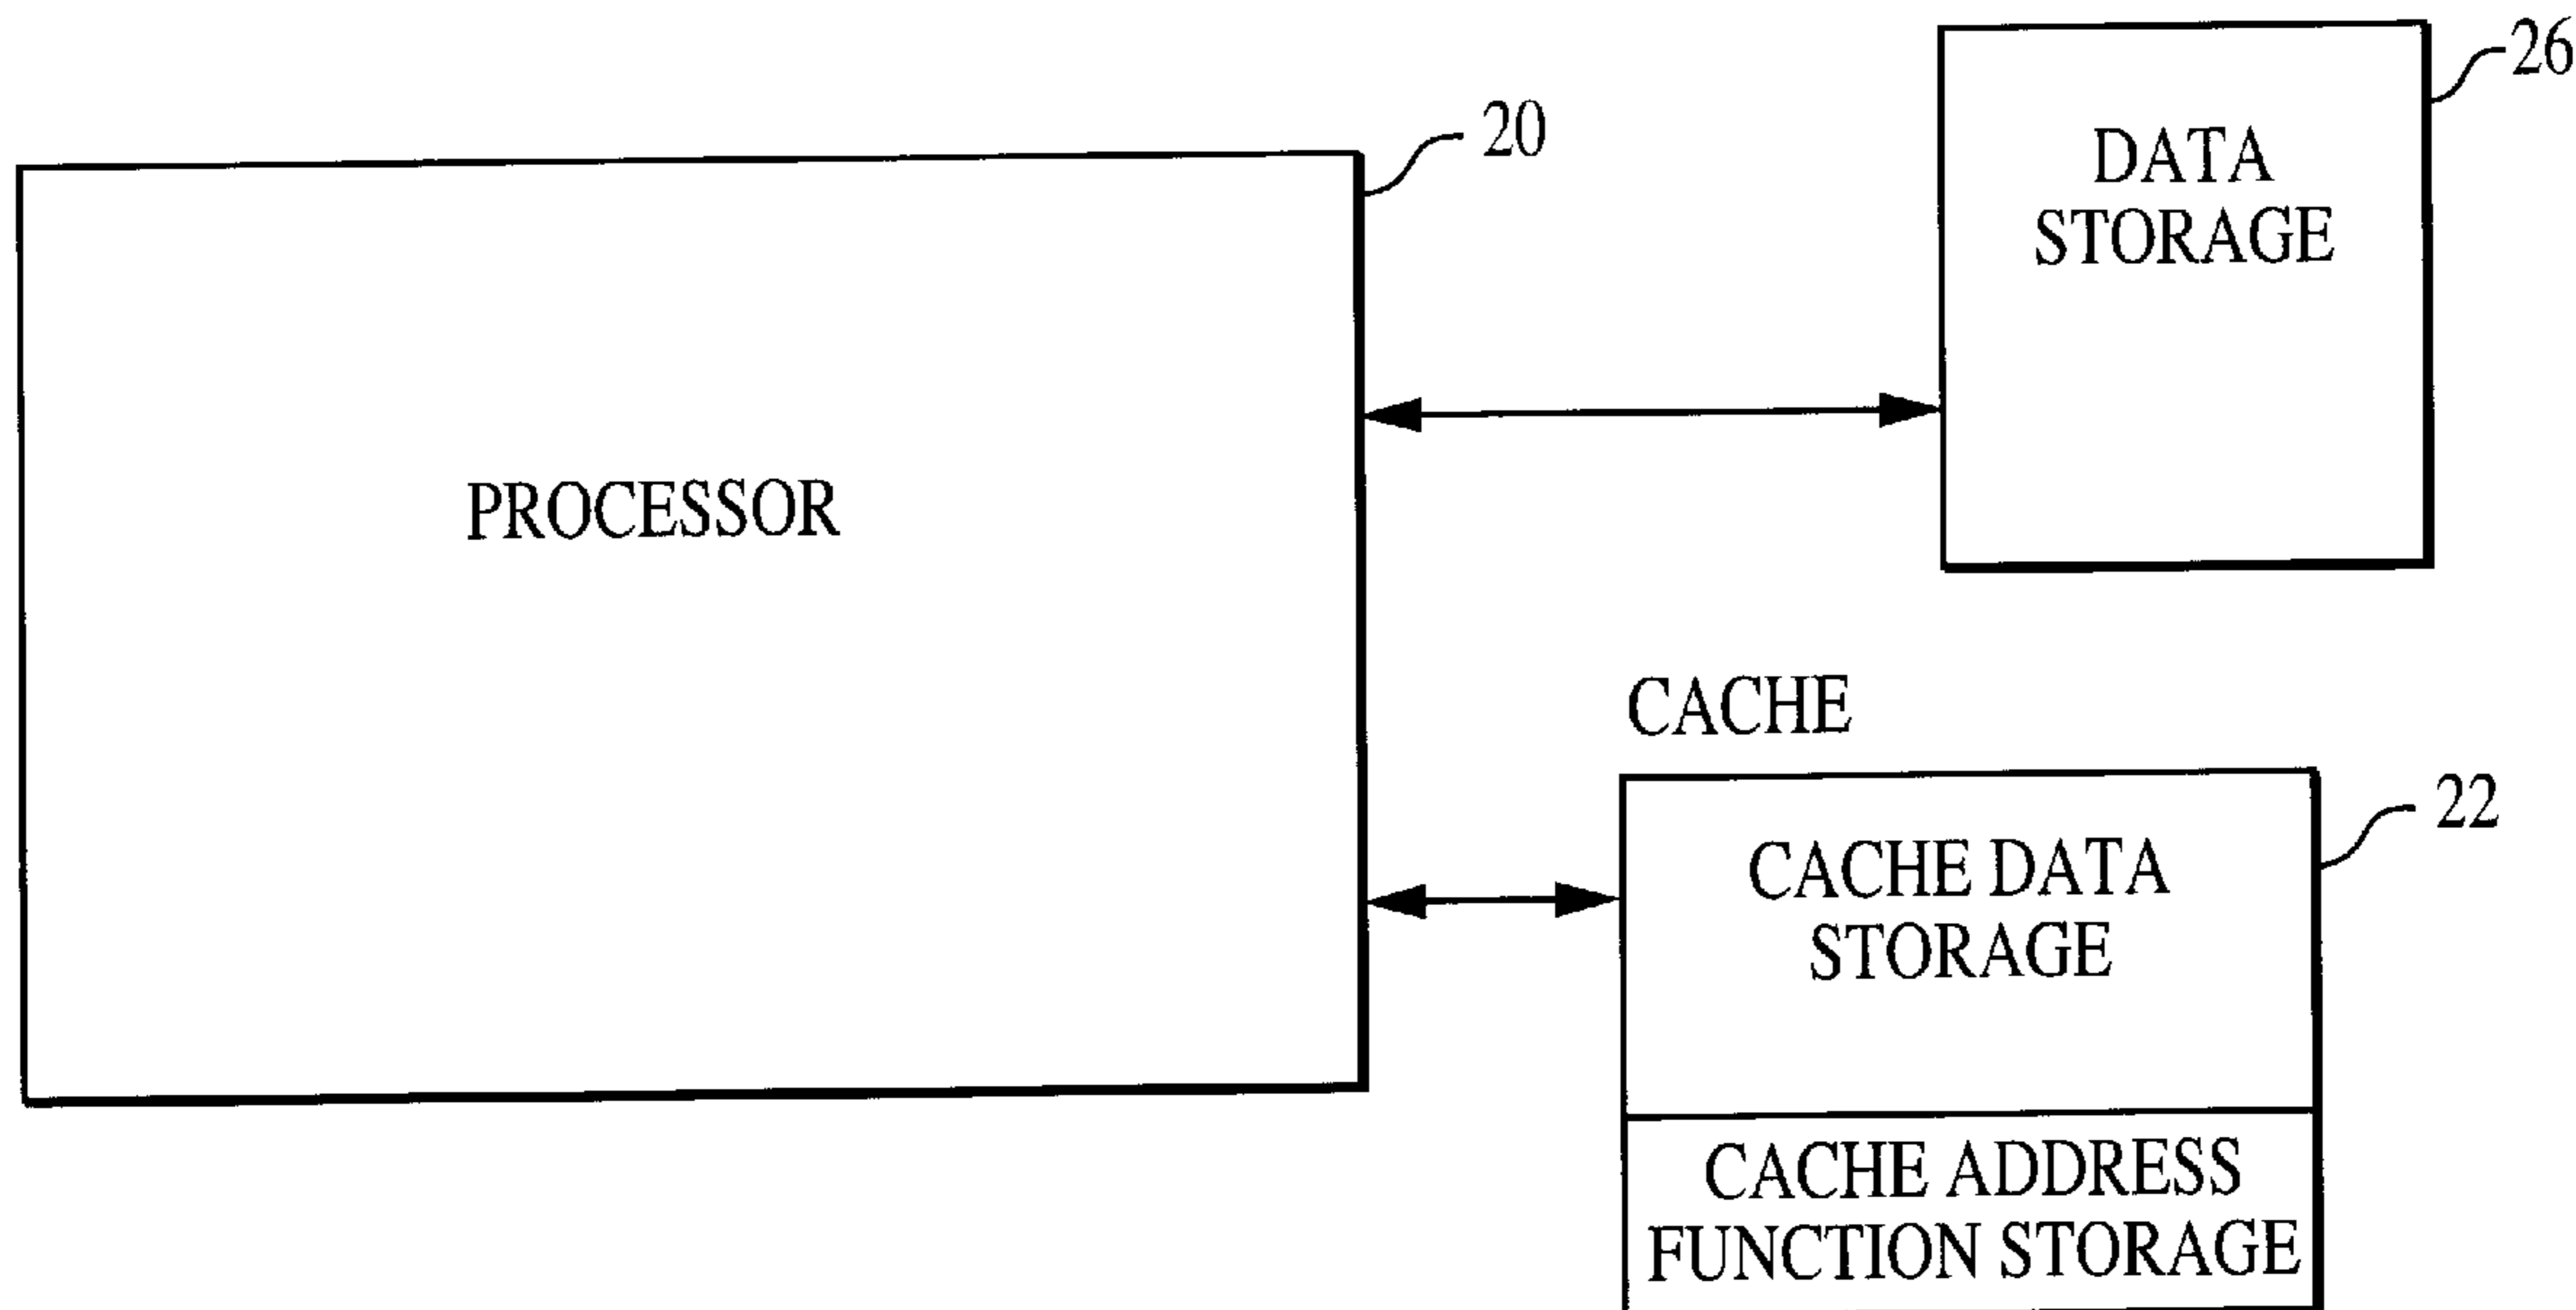 26
DATA
STORAGE
20
PROCESSOR
CACHE
22
CACHE DATA
STORAGE
CACHE ADDRESS
FUNCTION STORAGE